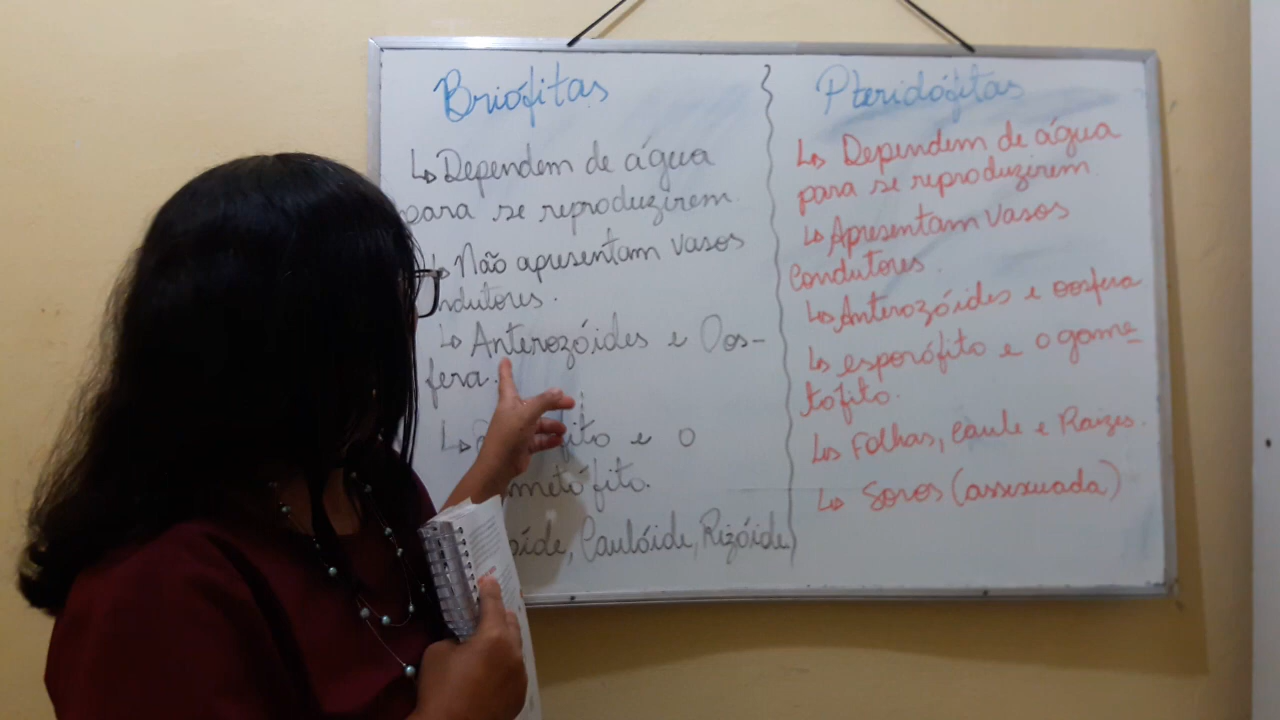 Briófitas
↳ Dependem de água
para se reproduzirem.
↳ Não apresentam vasos
ndutores.
↳ Anterozóides e Oos-
fera.
↳ fito e o
metófito.
óide, Caulóide, Rizóide
Pteridófitas
↳ Dependem de água
para se reproduzirem.
↳ Apresentam vasos
Condutores.
↳ Anterozóides e oosfera
↳ esporófito e o game
tófito.
↳ Folhas, caule e Raízes.
↳ Soros (assexuada)